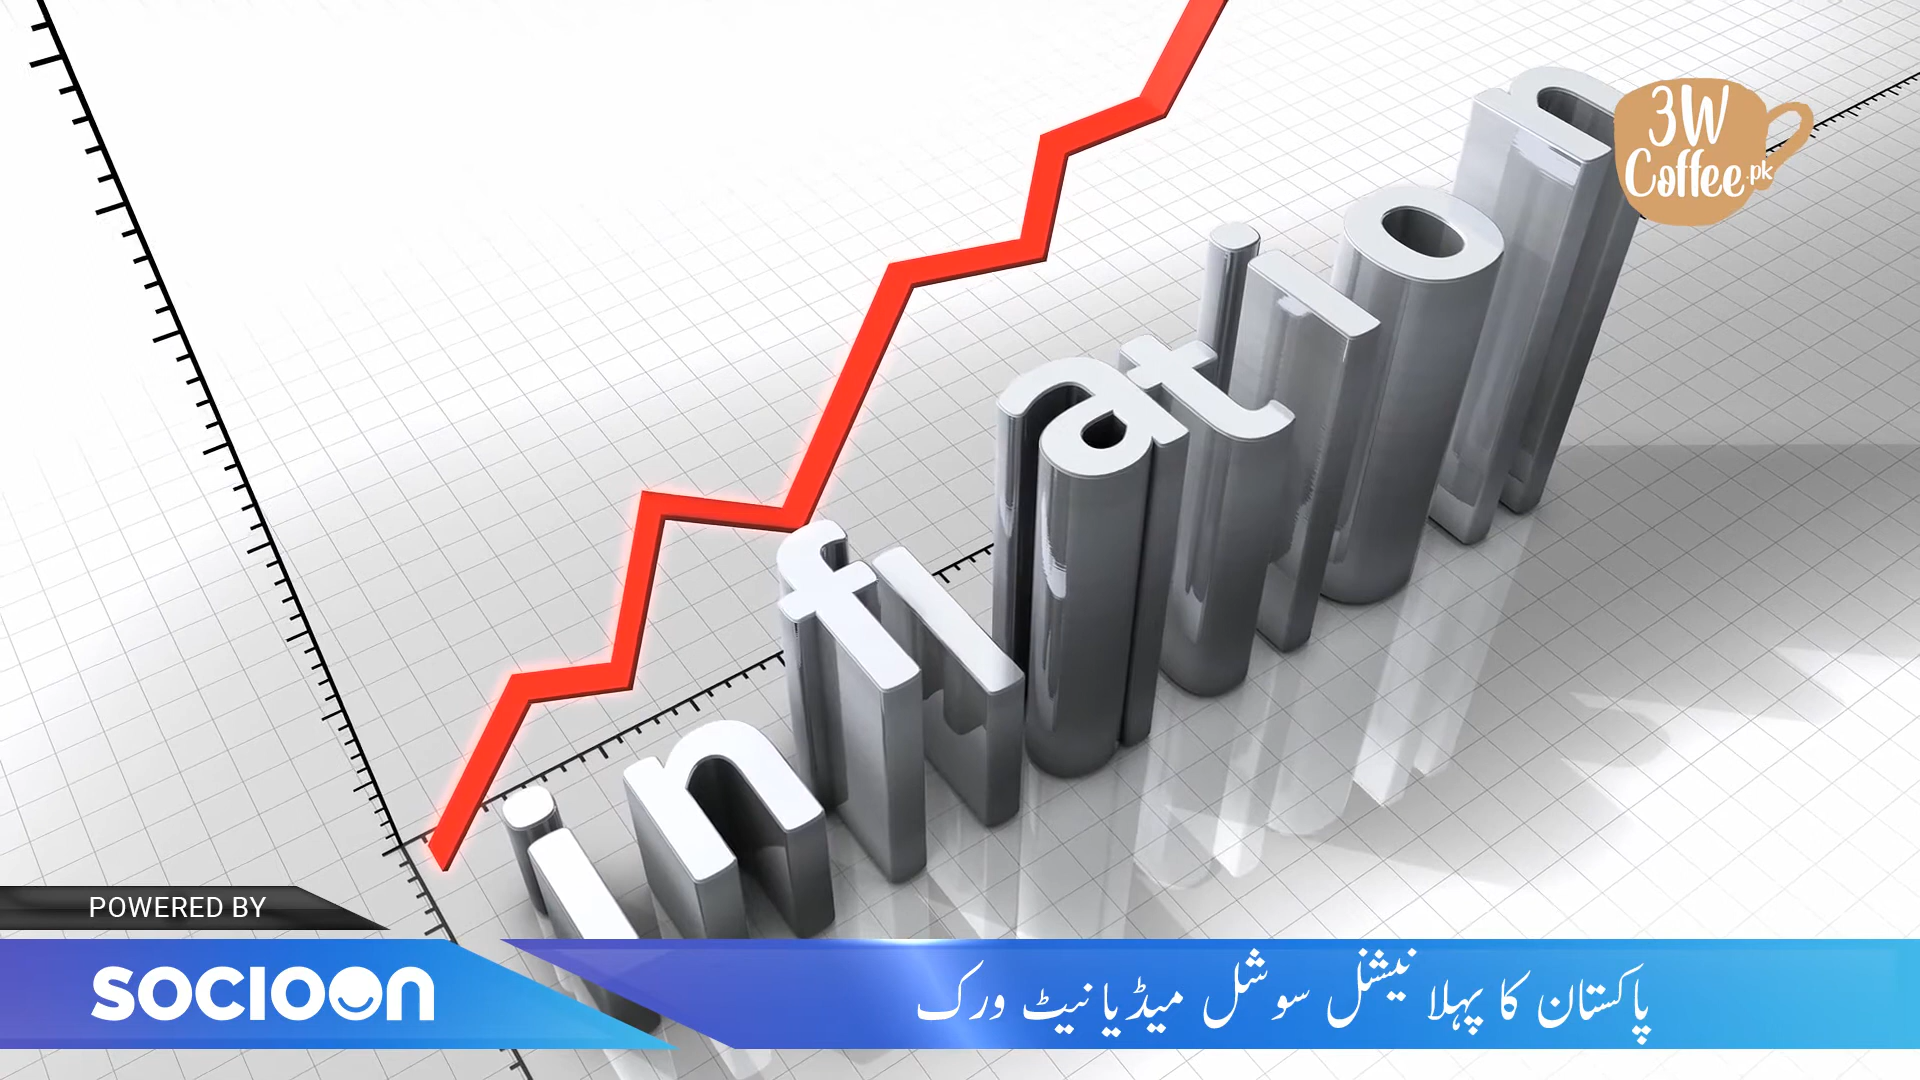 3W
Coffee.pk
inflation
POWERED BY
SOCIOON
پاکستان کا پہلا نیشنل سوشل میڈیا نیٹ ورک